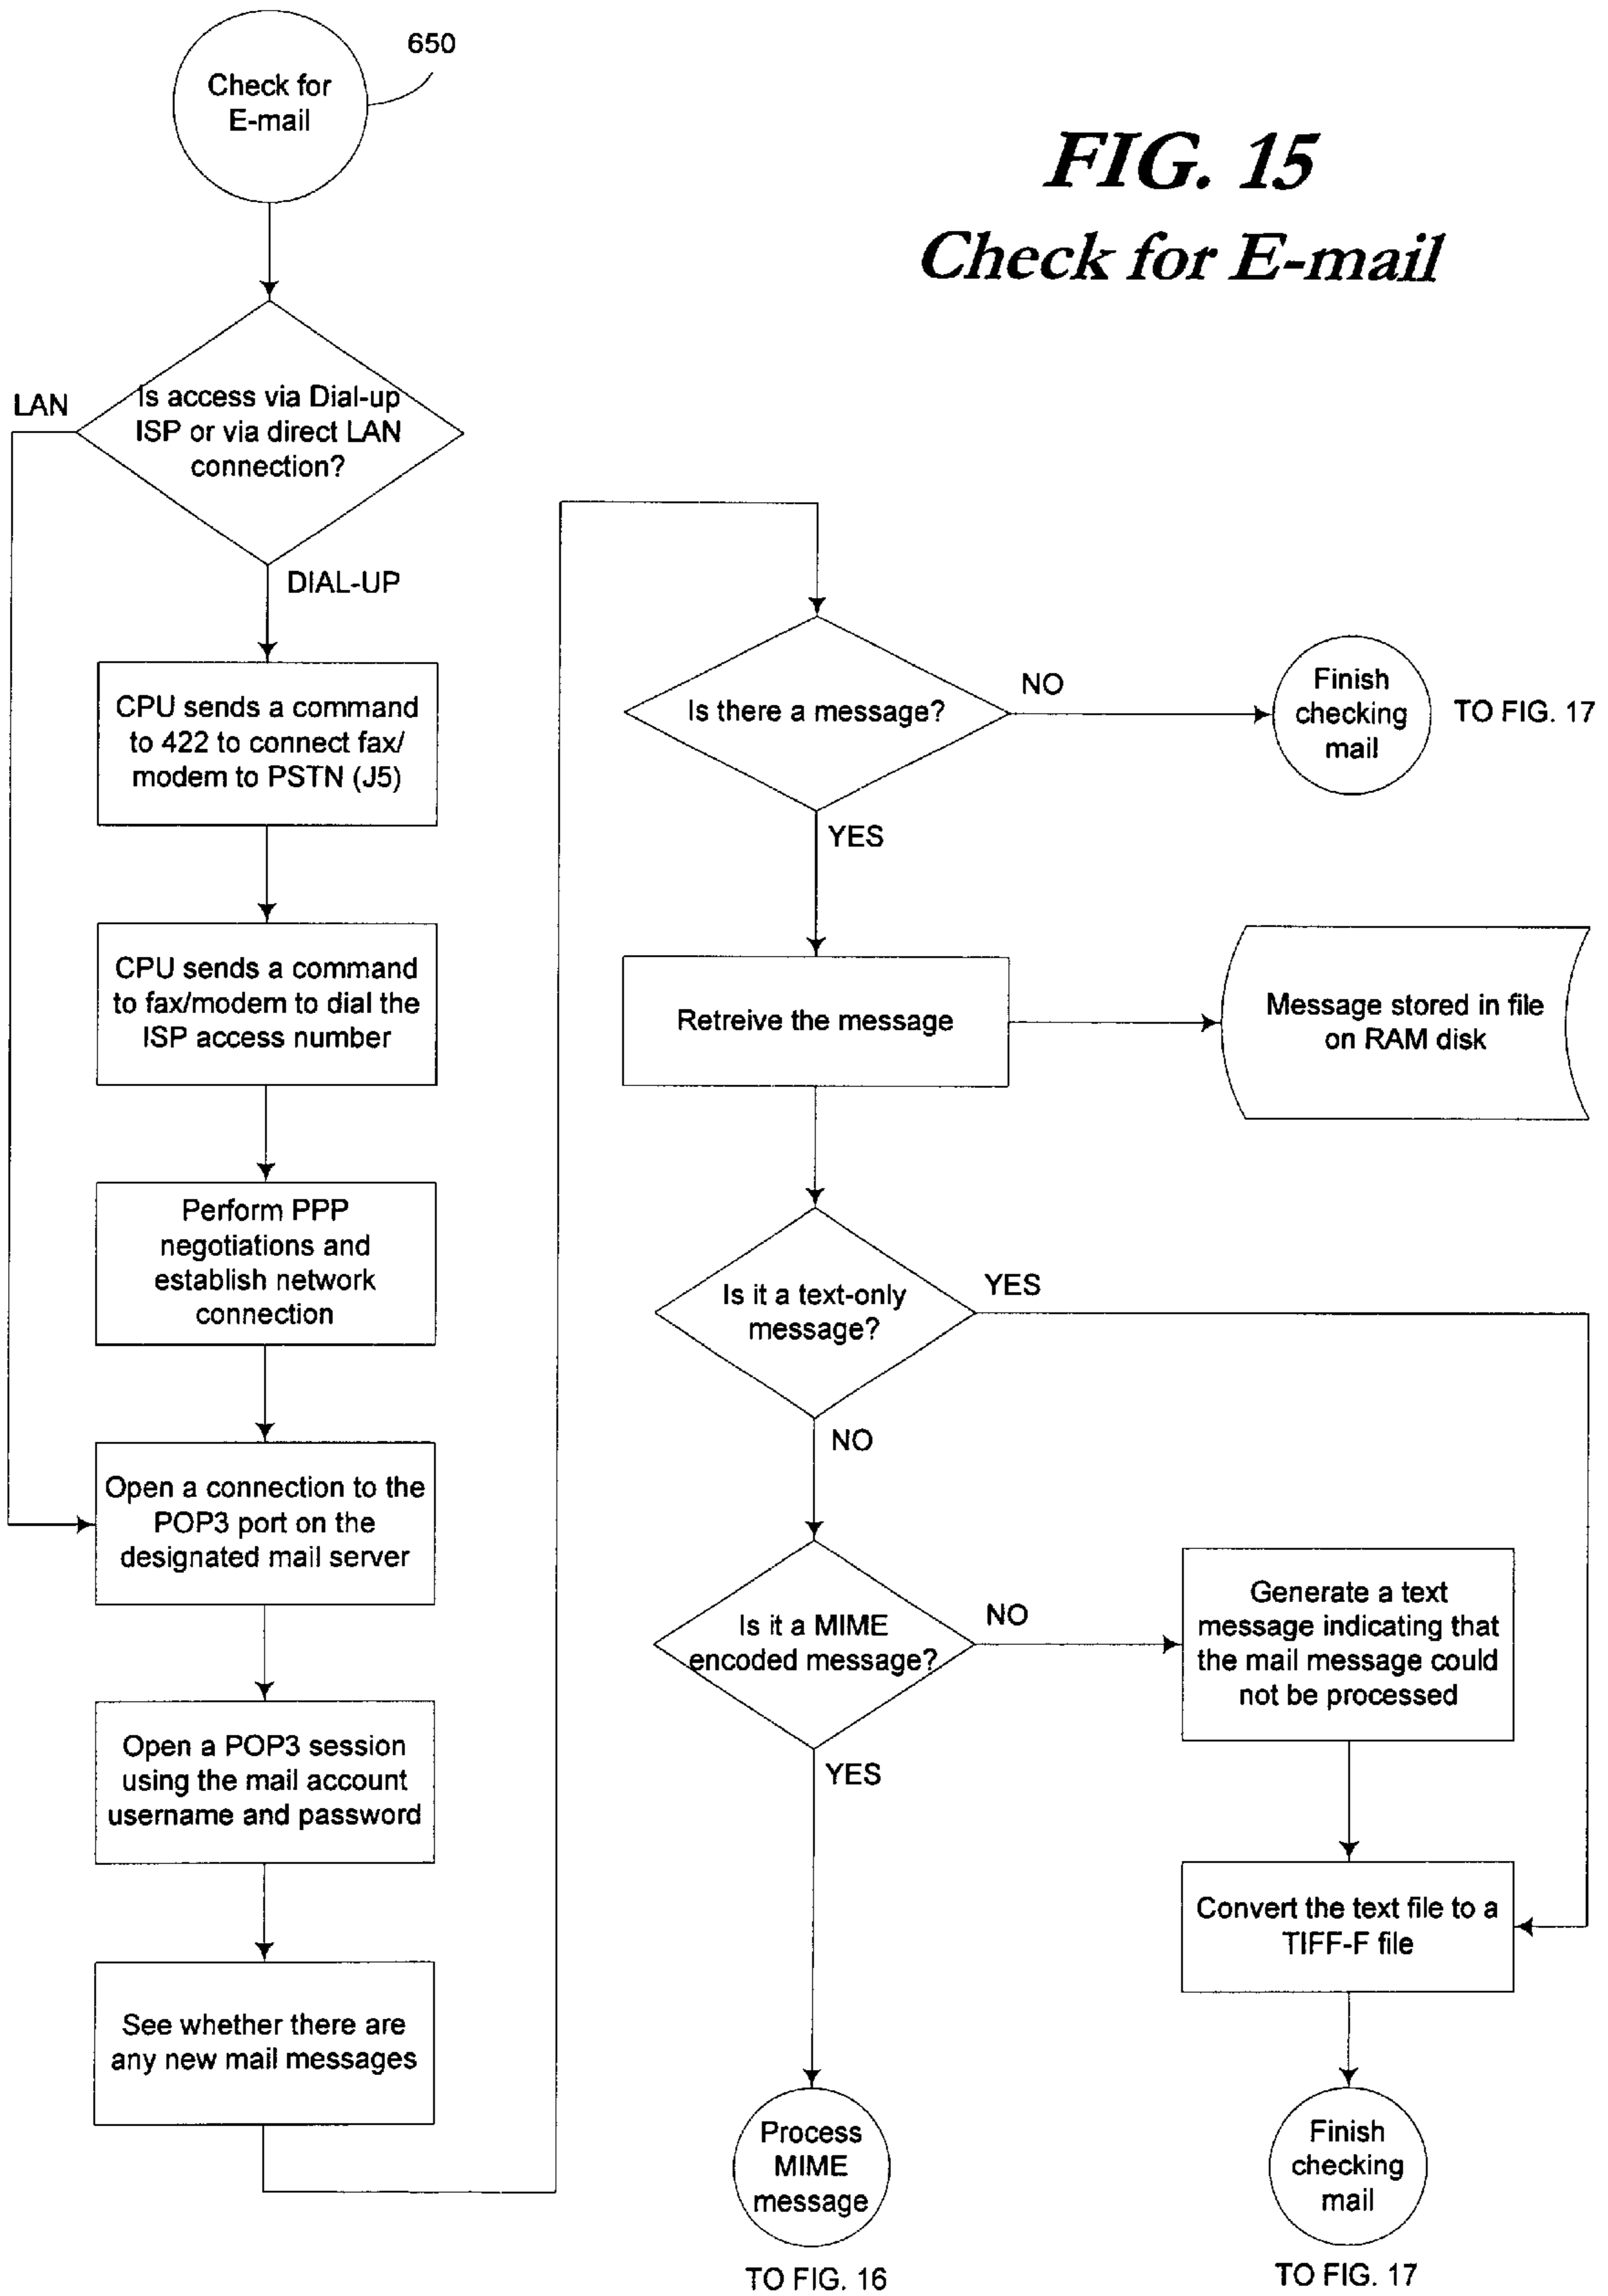 650
Check for
E-mail
FIG. 15
Check for E-mail
LAN
Is access via Dial-up
ISP or via direct LAN
connection?
DIAL-UP
CPU sends a command
to 422 to connect fax/
modem to PSTN (J5)
CPU sends a command
to fax/modem to dial the
ISP access number
Perform PPP
negotiations and
establish network
connection
Open a connection to the
POP3 port on the
designated mail server
Open a POP3 session
using the mail account
username and password
See whether there are
any new mail messages
Is there a message?
NO
Finish
checking
mail
TO FIG. 17
YES
Retreive the message
Message stored in file
on RAM disk
Is it a text-only
message?
YES
NO
Is it a MIME
encoded message?
NO
Generate a text
message indicating that
the mail message could
not be processed
YES
Convert the text file to a
TIFF-F file
Process
MIME
message
TO FIG. 16
Finish
checking
mail
TO FIG. 17